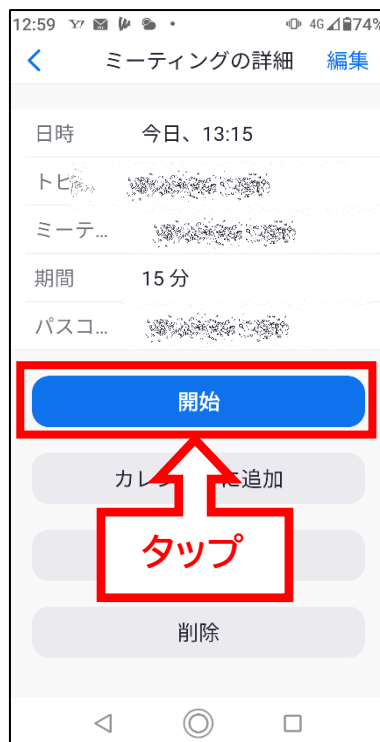 12:59 4G 74%
ミーティングの詳細 編集
日時 今日、13:15
トピ
ミーテ...
期間 15 分
パスコ...
開始
カレ に追加
タップ
削除